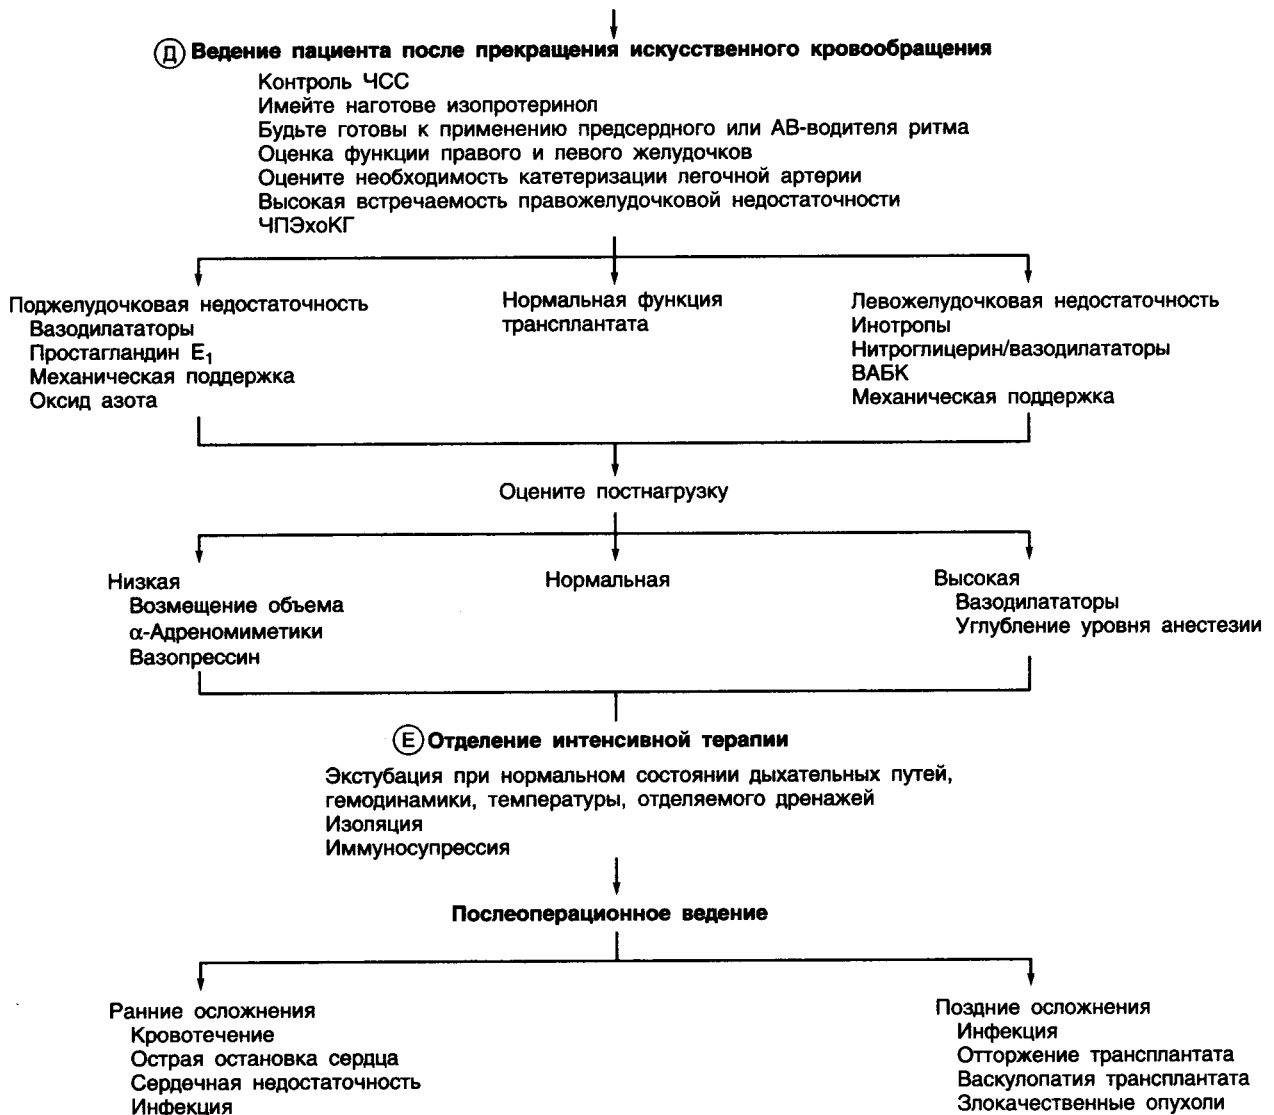 Д Ведение пациента после прекращения искусственного кровообращения
Контроль ЧСС
Имейте наготове изопротеринол
Будьте готовы к применению предсердного или АВ-водителя ритма
Оценка функции правого и левого желудочков
Оцените необходимость катетеризации легочной артерии
Высокая встречаемость правожелудочковой недостаточности
ЧПЭхоКГ
Поджелудочковая недостаточность
Вазодилататоры
Простагландин E₁
Механическая поддержка
Оксид азота
Нормальная функция
трансплантата
Левожелудочковая недостаточность
Инотропы
Нитроглицерин/вазодилататоры
ВАБК
Механическая поддержка
Оцените постнагрузку
Низкая
Возмещение объема
α-Адреномиметики
Вазопрессин
Нормальная
Высокая
Вазодилататоры
Углубление уровня анестезии
Е Отделение интенсивной терапии
Экстубация при нормальном состоянии дыхательных путей,
гемодинамики, температуры, отделяемого дренажей
Изоляция
Иммуносупрессия
Послеоперационное ведение
Ранние осложнения
Кровотечение
Острая остановка сердца
Сердечная недостаточность
Инфекция
Поздние осложнения
Инфекция
Отторжение трансплантата
Васкулопатия трансплантата
Злокачественные опухоли